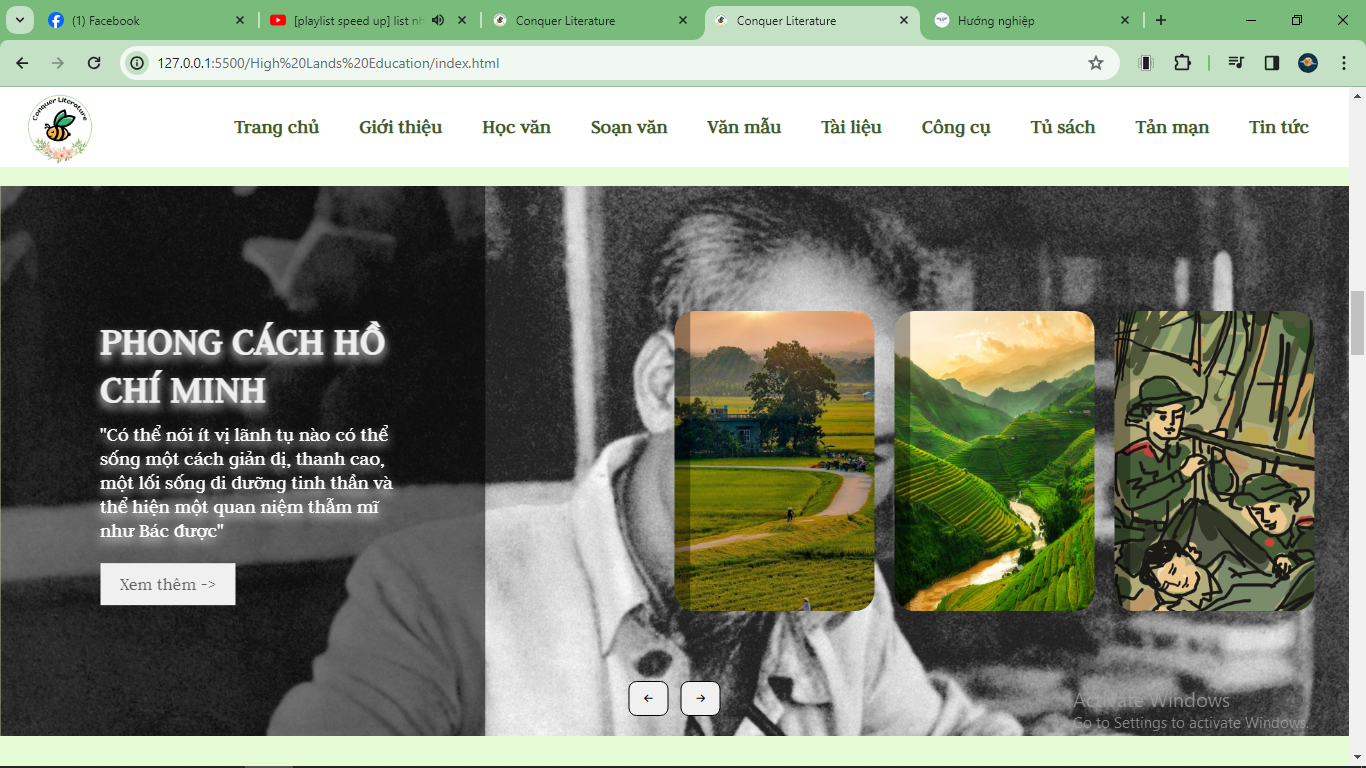 (1) Facebook
[playlist speed up] list nh
Conquer Literature
Conquer Literature
Hướng nghiệp
127.0.0.1:5500/High%20Lands%20Education/index.html
Conquer Literature
Trang chủ Giới thiệu Học văn Soạn văn Văn mẫu Tài liệu Công cụ Tủ sách Tản mạn Tin tức
PHONG CÁCH HỒ
CHÍ MINH
"Có thể nói ít vị lãnh tụ nào có thể
sống một cách giản dị, thanh cao,
một lối sống di dưỡng tinh thần và
thể hiện một quan niệm thẩm mĩ
như Bác được"
Xem thêm ->
Activate Windows
Go to Settings to activate Windows.